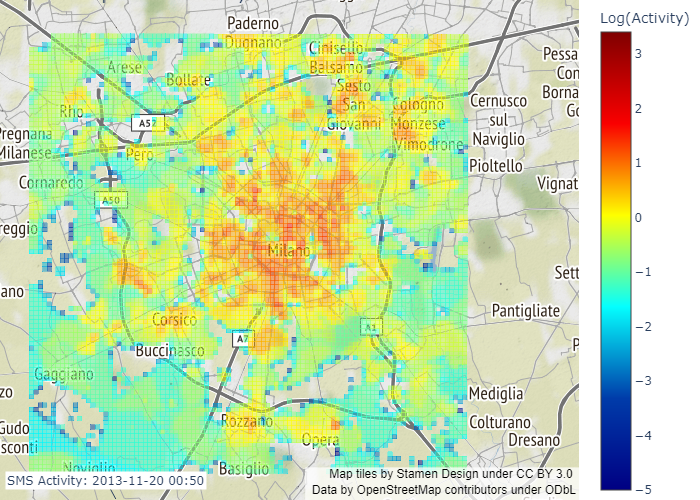 Log(Activity)
3
2
1
0
−1
−2
−3
−4
−5
Paderno
Dugnano
Cinisello
Balsamo
Arese
Bollate
Sesto
San
Giovanni
Pessa
Con
Borna
Go
Rho
A52
Cologno
Monzese
Cernusco
sul
Naviglio
Pregnana
Milanese
Pero
Vimodrone
Pioltello
Cornaredo
Vignat
A50
reggio
Milano
Sett
ano
Pantigliate
Corsico
A1
A7
Buccinasco
P
Gaggiano
zo
Mediglia
Gudo
sconti
Rozzano
Opera
Colturano
Dresano
Noviglio
Basiglio
SMS Activity: 2013-11-20 00:50
Map tiles by Stamen Design under CC BY 3.0
Data by OpenStreetMap contributors under ODbL